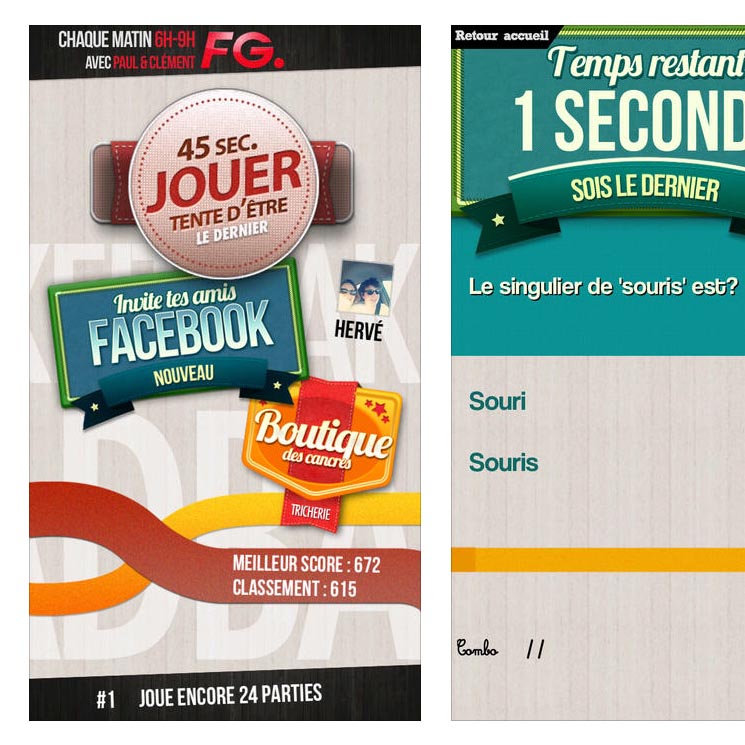 CHAQUE MATIN 6H-9H
AVEC PAUL & CLÉMENT
FG.
45 SEC.
JOUER
TENTE D'ÊTRE
LE DERNIER
Invite tes amis
FACEBOOK
NOUVEAU
HERVÉ
Boutique
des cancres
TRICHERIE
MEILLEUR SCORE : 672
CLASSEMENT : 615
#1 JOUE ENCORE 24 PARTIES
Retour accueil
Temps restant
1 SECOND
SOIS LE DERNIER
Le singulier de 'souris' est?
Souri
Souris
Combo //